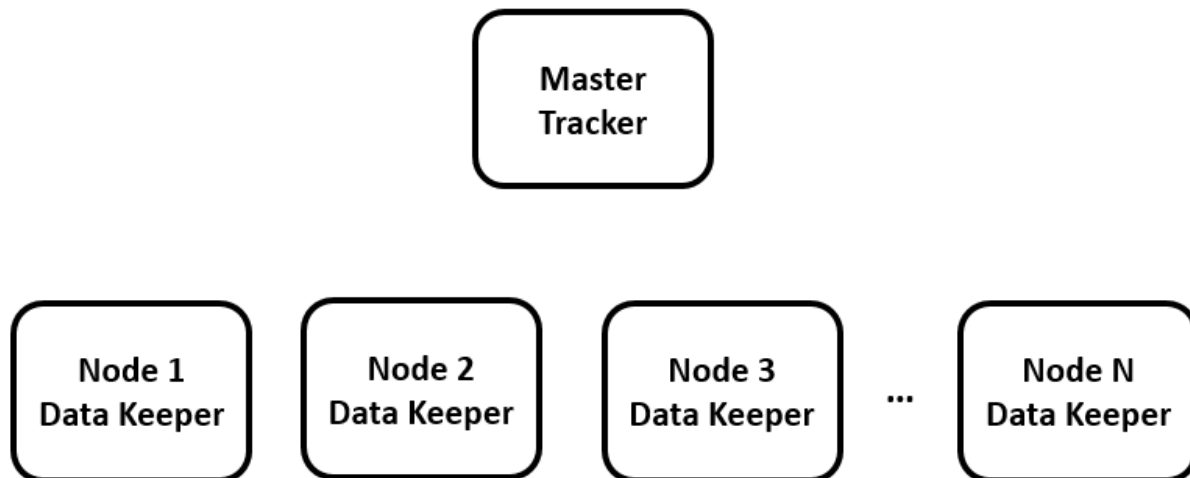 Master
Tracker
Node 1
Data Keeper
Node 2
Data Keeper
Node 3
Data Keeper
...
Node N
Data Keeper